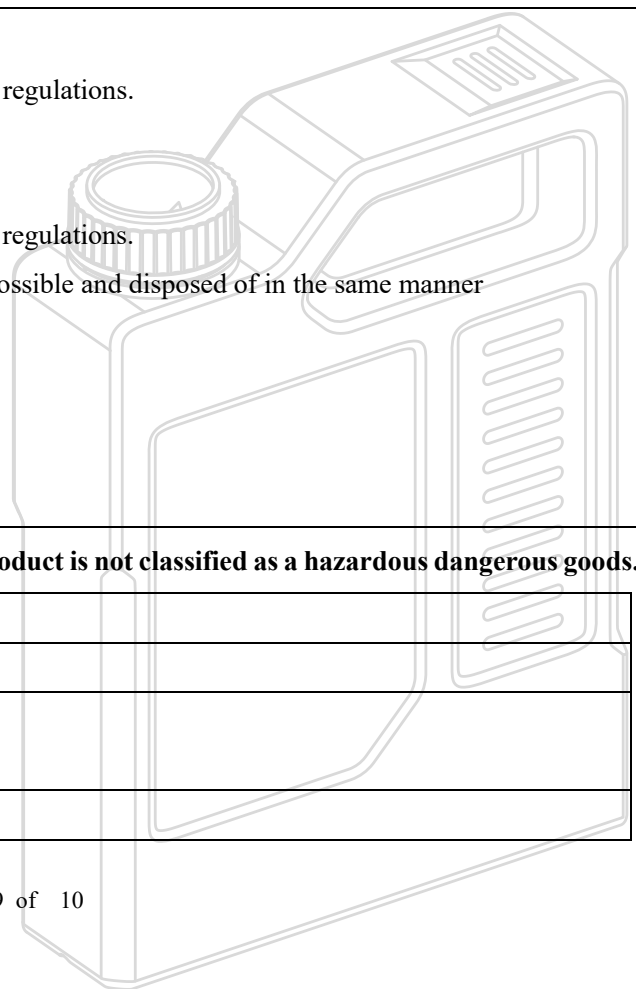 regulations.
regulations.
ossible and disposed of in the same manner
oduct is not classified as a hazardous dangerous goods.
of 10